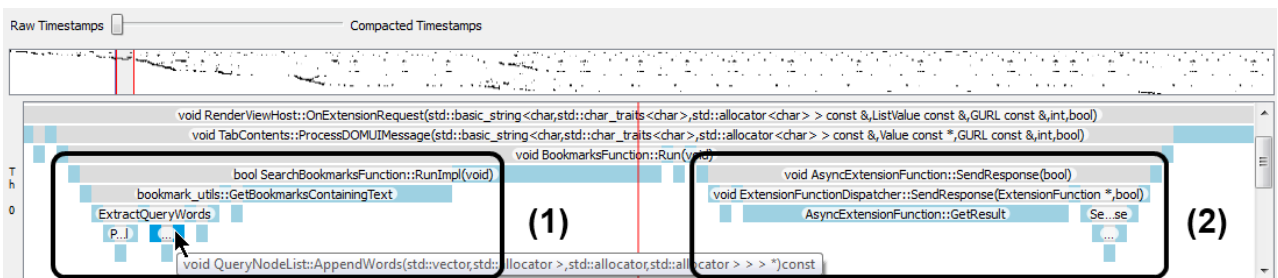 Raw Timestamps Compacted Timestamps
void RenderViewHost::OnExtensionRequest(std::basic_string<char,std::char_traits<char>,std::allocator<char> > const &,ListValue const &,GURL const &,int,bool)
void TabContents::ProcessDOMUIMessage(std::basic_string<char,std::char_traits<char>,std::allocator<char> > const &,Value const *,GURL const &,int,bool)
void BookmarksFunction::Run(void)
Th 0
bool SearchBookmarksFunction::RunImpl(void) void AsyncExtensionFunction::SendResponse(bool)
bookmark_utils::GetBookmarksContainingText void ExtensionFunctionDispatcher::SendResponse(ExtensionFunction *,bool)
ExtractQueryWords (1) AsyncExtensionFunction::GetResult Se...se (2)
P...l ... ...
void QueryNodeList::AppendWords(std::vector,std::allocator >,std::allocator,std::allocator > > > *)const